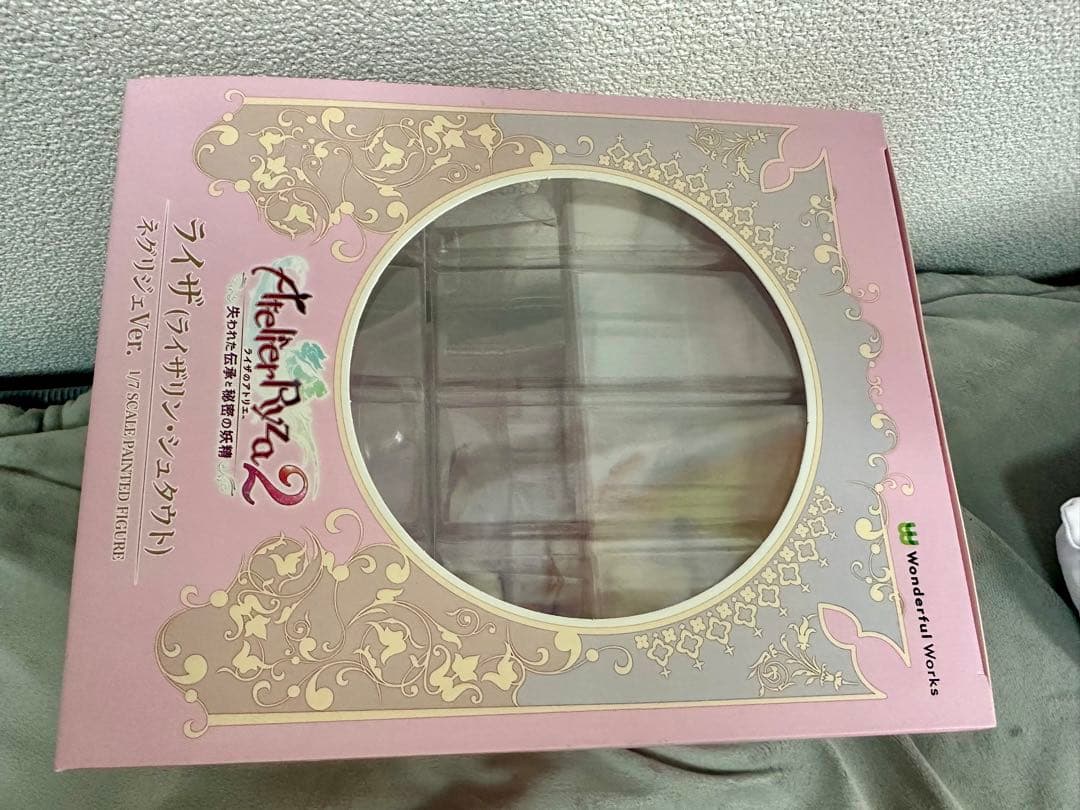 Wonderful Works
Atelier Ryza 2
ライザのアトリエ™
失われた伝承と秘密の妖精
ライザ(ライザリン・シュタウト)
ネグリジェVer. 1/7 SCALE PAINTED FIGURE